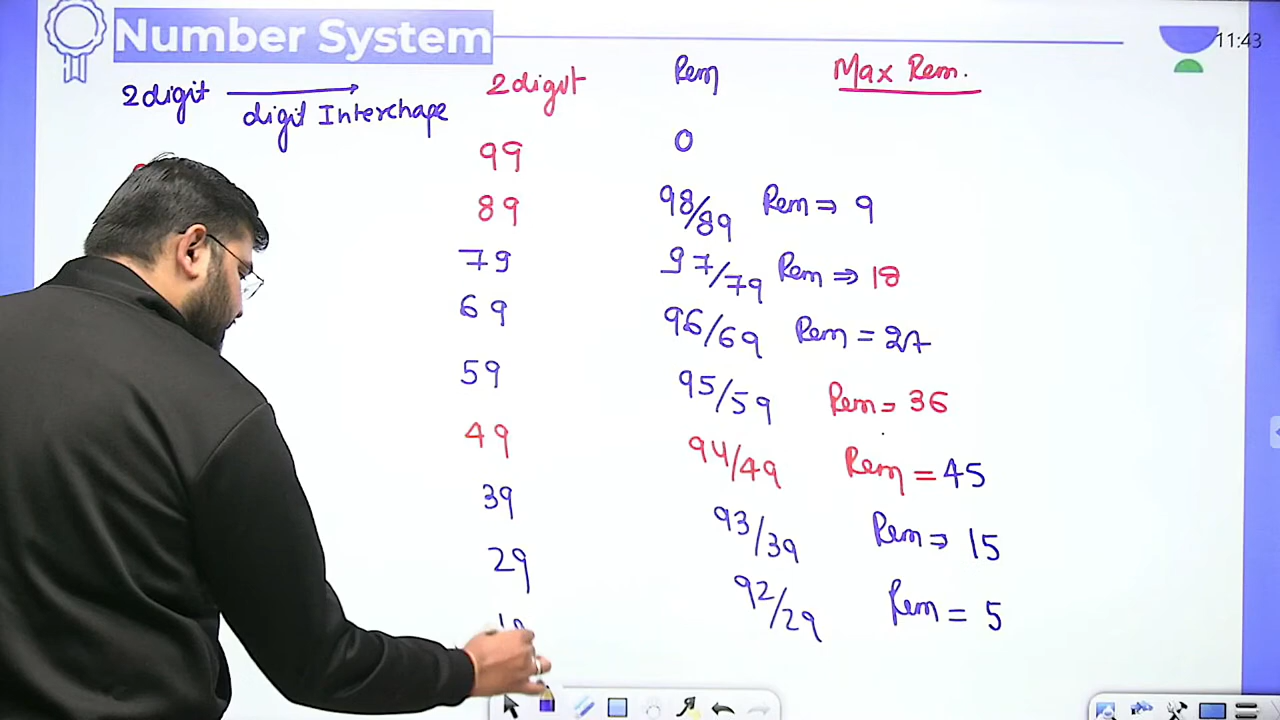 Number System
11:43
2digit digit Interchape
2digit Rem Max Rem.
99 0
89 98/89 Rem ⇒ 9
79 97/79 Rem ⇒ 18
69 96/69 Rem = 27
59 95/59 Rem = 36
49 94/49 Rem = 45
39 93/39 Rem ⇒ 15
29 92/29 Rem = 5